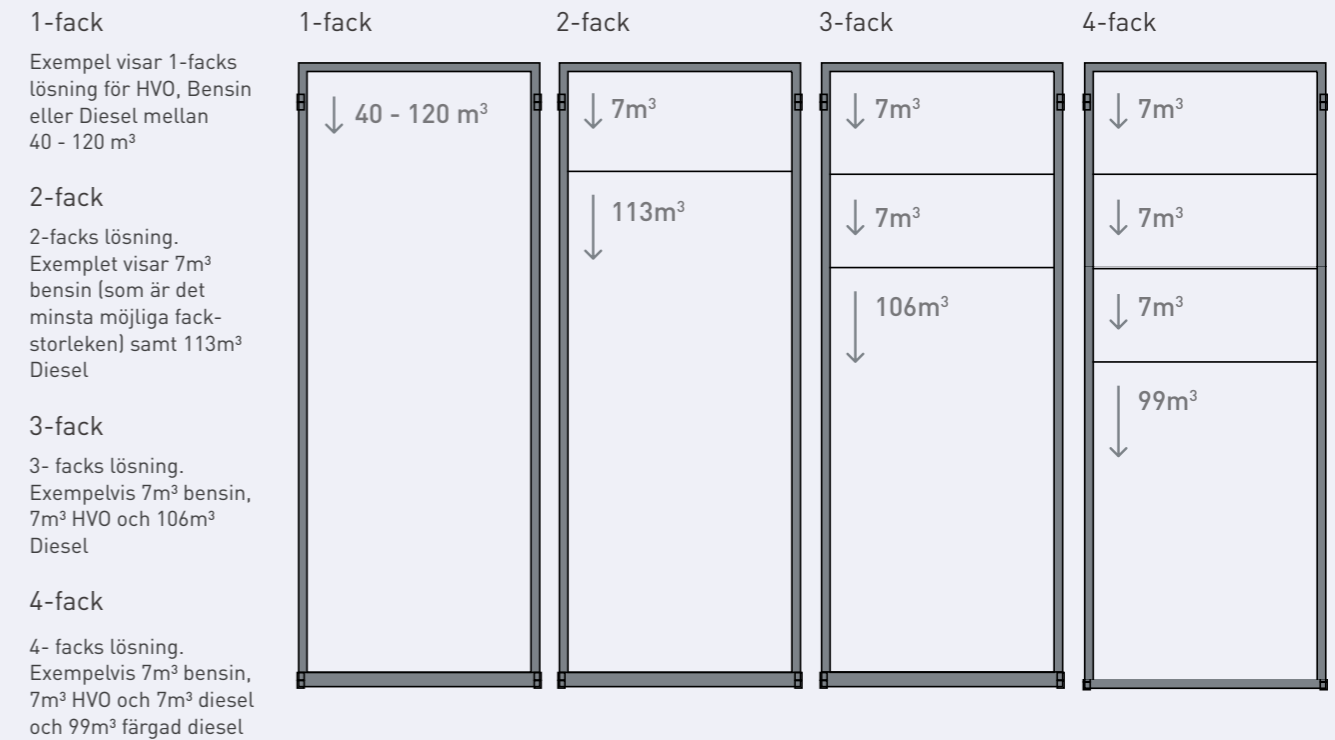 1-fack
Exempel visar 1-facks
lösning för HVO, Bensin
eller Diesel mellan
40 - 120 m³
2-fack
2-facks lösning.
Exemplet visar 7m³
bensin (som är det
minsta möjliga fack-
storleken) samt 113m³
Diesel
3-fack
3- facks lösning.
Exempelvis 7m³ bensin,
7m³ HVO och 106m³
Diesel
4-fack
4- facks lösning.
Exempelvis 7m³ bensin,
7m³ HVO och 7m³ diesel
och 99m³ färgad diesel
1-fack
40 - 120 m³
2-fack
7m³
113m³
3-fack
7m³
7m³
106m³
4-fack
7m³
7m³
7m³
99m³